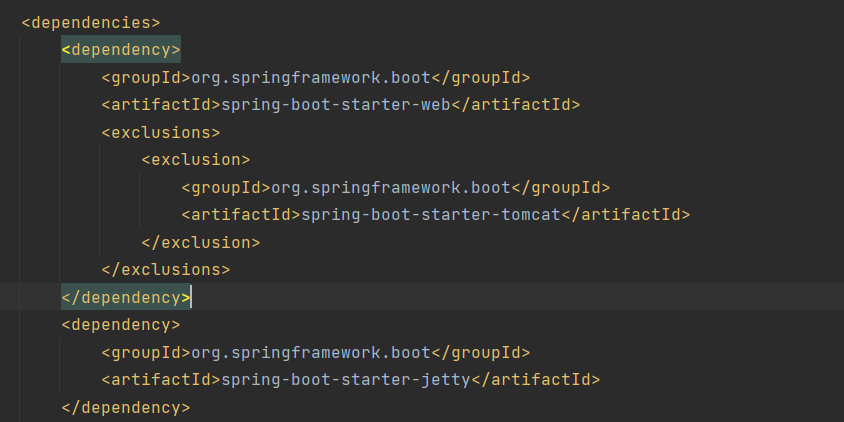 <dependencies>
<dependency>
<groupId>org.springframework.boot</groupId>
<artifactId>spring-boot-starter-web</artifactId>
<exclusions>
<exclusion>
<groupId>org.springframework.boot</groupId>
<artifactId>spring-boot-starter-tomcat</artifactId>
</exclusion>
</exclusions>
</dependency>
<dependency>
<groupId>org.springframework.boot</groupId>
<artifactId>spring-boot-starter-jetty</artifactId>
</dependency>